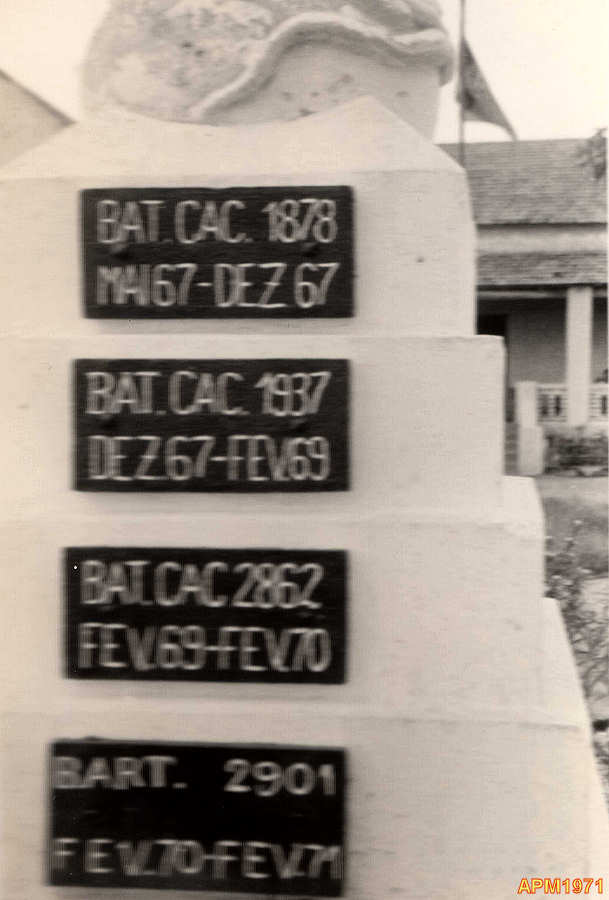 BAT. CAC. 1878
MAI 67-DEZ 67
BAT. CAC. 1937
DEZ.67-FEV.69
BAT.CAC 2862
FEV.69-FEV.70
BART. 2901
FEV.70-FEV.71
APM1971